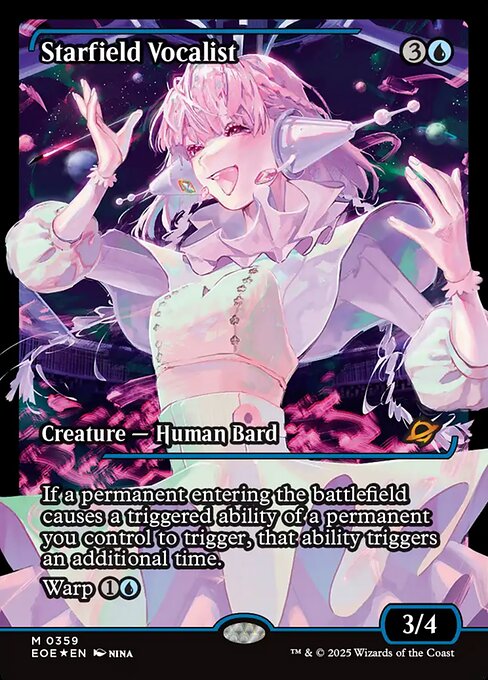 Starfield Vocalist 3
Creature — Human Bard
If a permanent entering the battlefield
causes a triggered ability of a permanent
you control to trigger, that ability triggers
an additional time.
Warp 1
3/4
M 0359
EOE★EN NINA
™ & © 2025 Wizards of the Coast